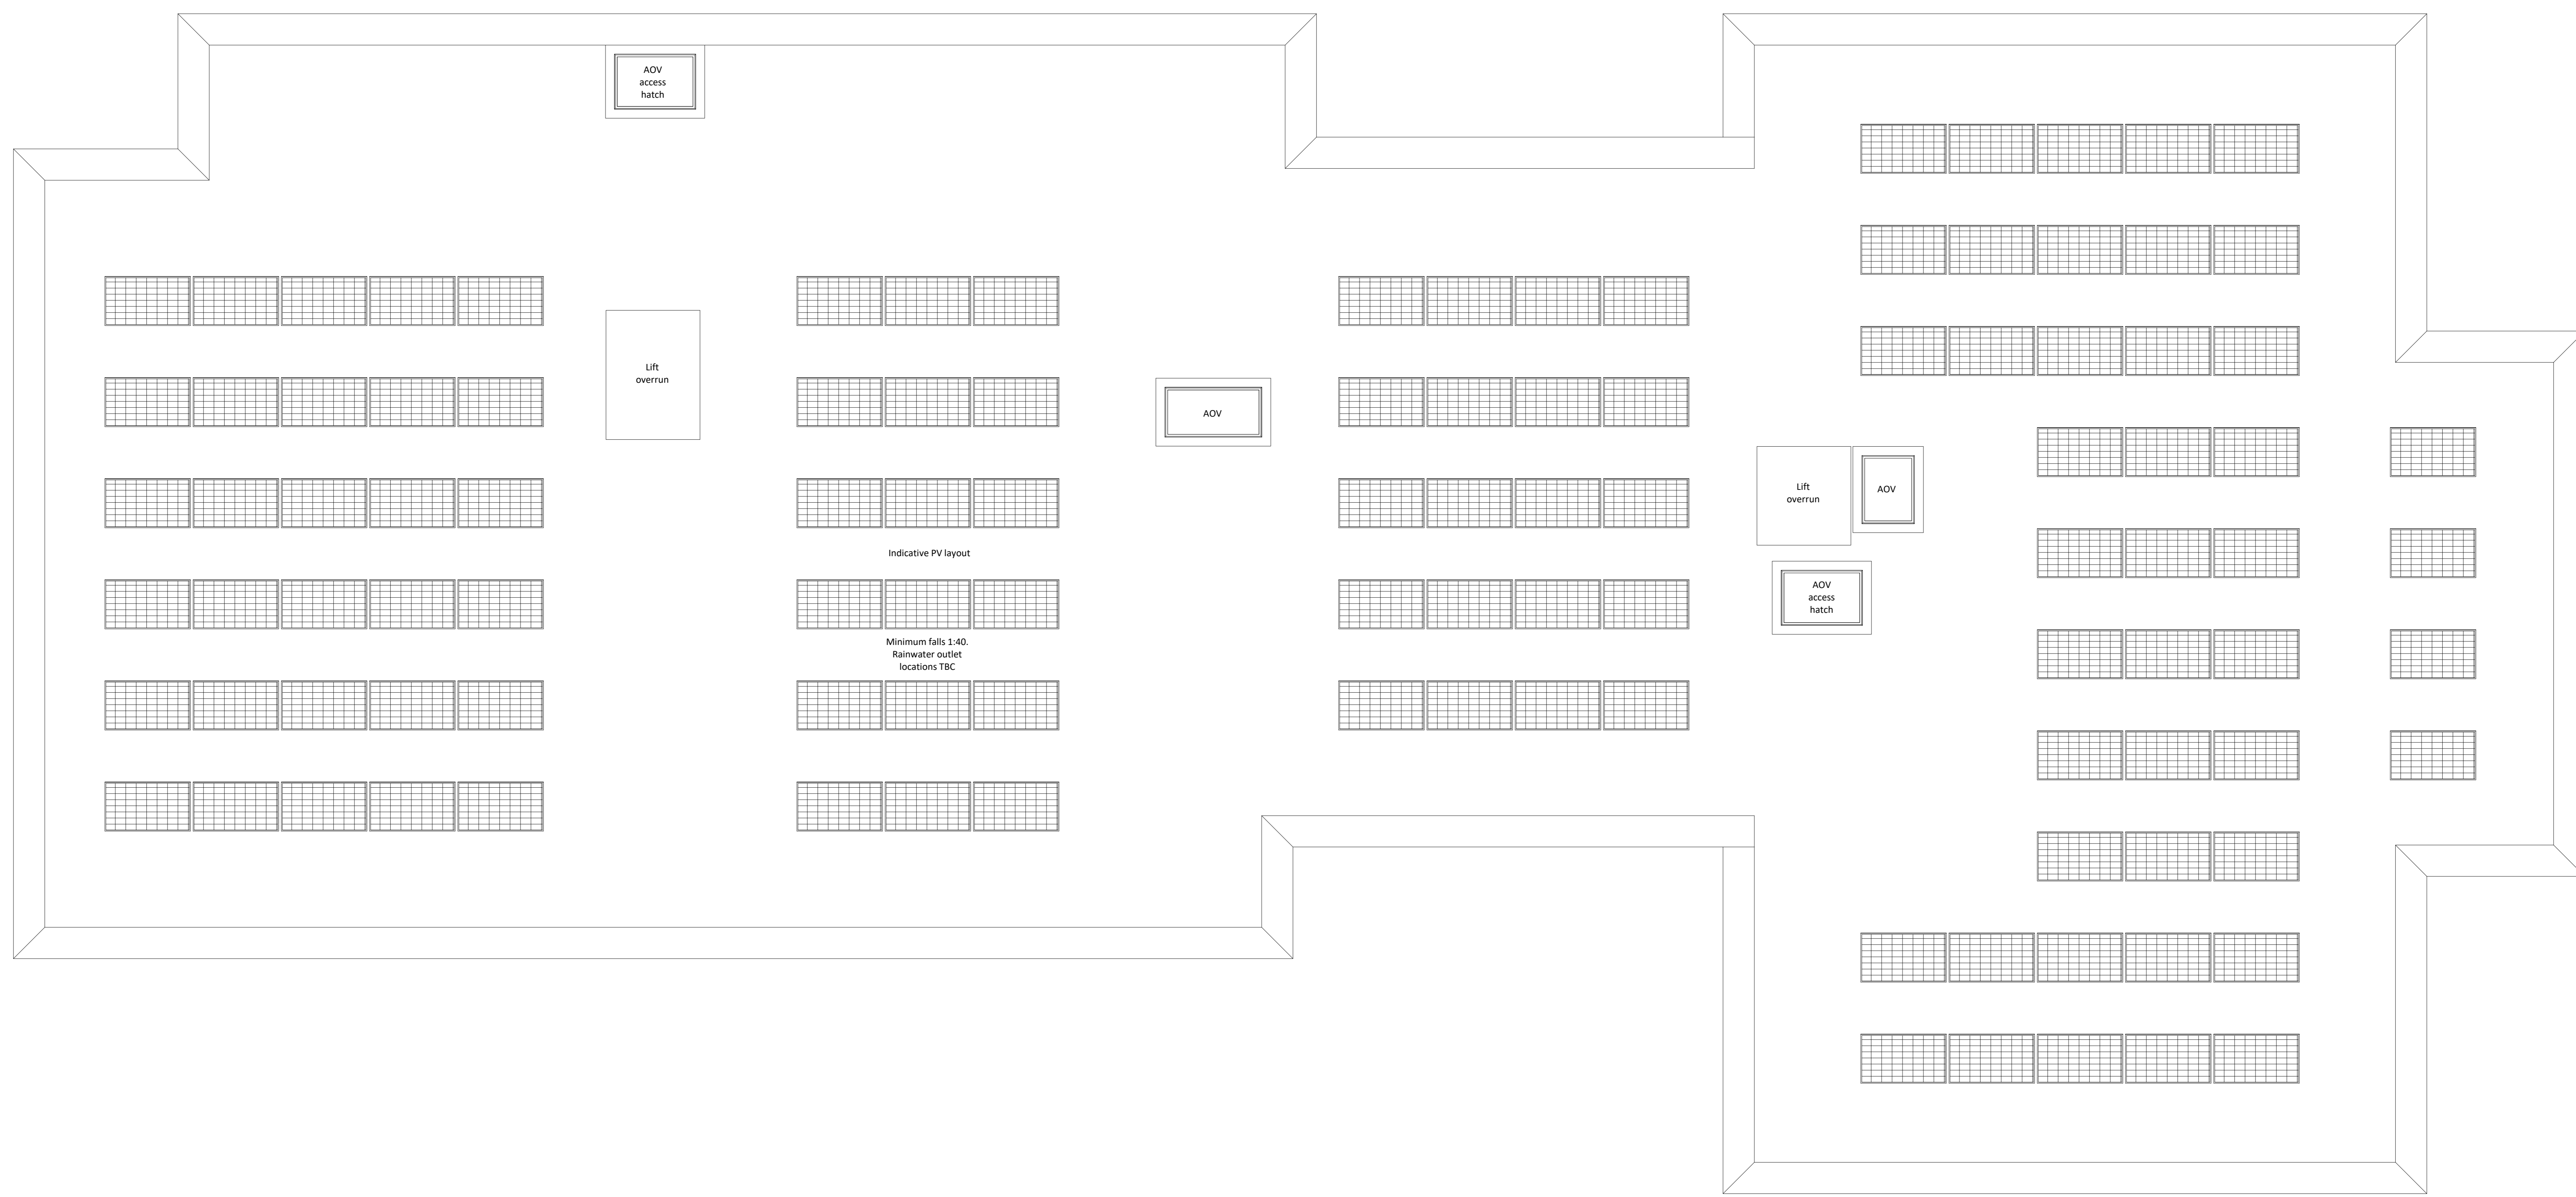 AOV
access
hatch
Lift
overrun
AOV
Lift
overrun
AOV
Indicative PV layout
AOV
access
hatch
Minimum falls 1:40.
Rainwater outlet
locations TBC